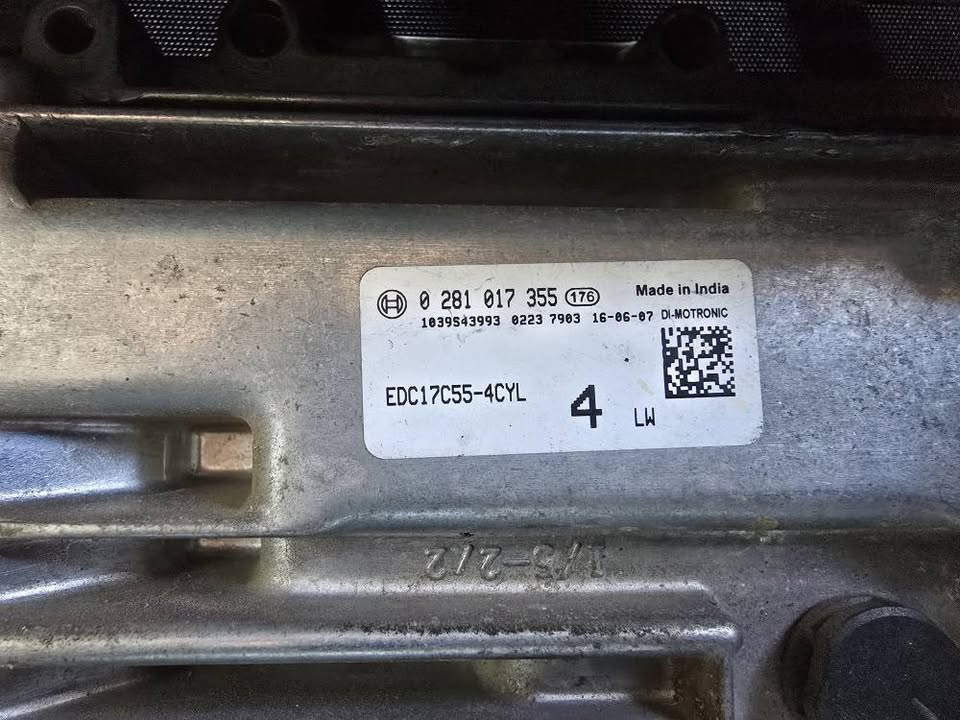 0 281 017 355 176 Made in India
1039S43993 0223 7903 16-06-07 DI-MOTRONIC
EDC17C55-4CYL 4 LW
1/5-2/2